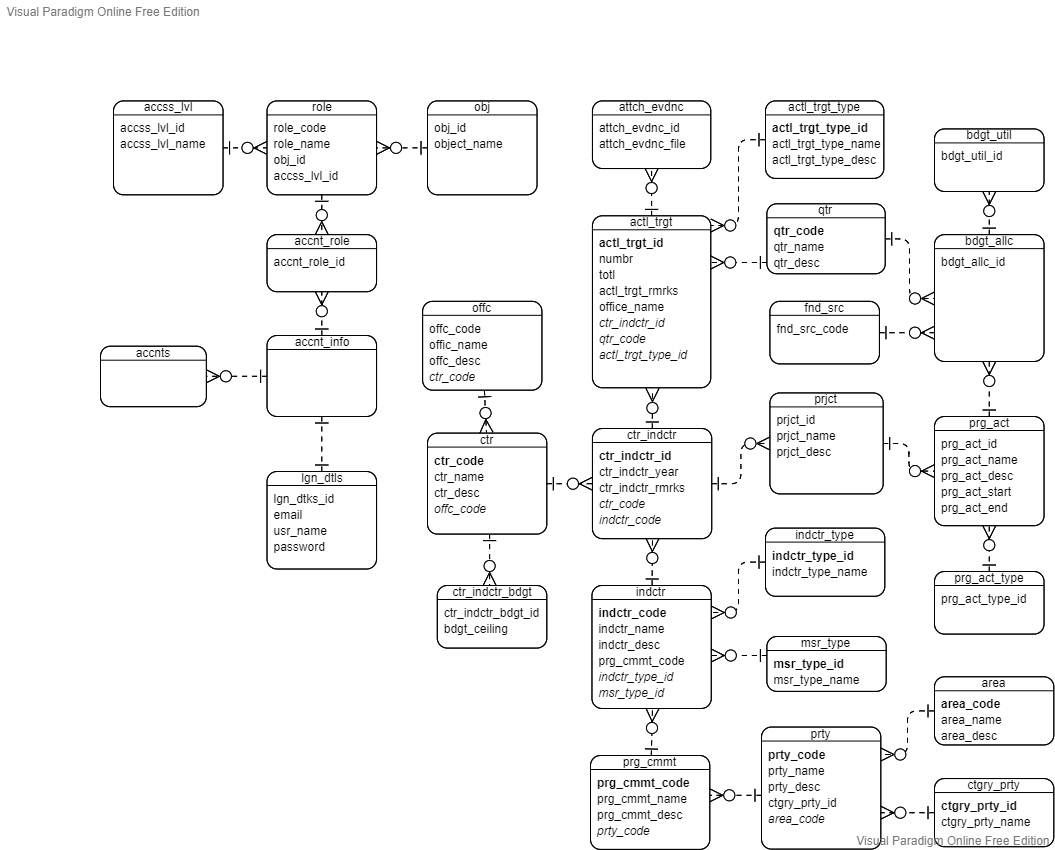 Visual Paradigm Online Free Edition
accss_lvl
accss_lvl_id
accss_lvl_name
role
role_code
role_name
obj_id
accss_lvl_id
obj
obj_id
object_name
attch_evdnc
attch_evdnc_id
attch_evdnc_file
actl_trgt_type
actl_trgt_type_id
actl_trgt_type_name
actl_trgt_type_desc
bdgt_util
bdgt_util_id
accnt_role
accnt_role_id
actl_trgt
actl_trgt_id
numbr
totl
actl_trgt_rmrks
office_name
ctr_indctr_id
qtr_code
actl_trgt_type_id
qtr
qtr_code
qtr_name
qtr_desc
bdgt_allc
bdgt_allc_id
fnd_src
fnd_src_code
offc
offc_code
offic_name
offc_desc
ctr_code
accnts
accnt_info
ctr
ctr_code
ctr_name
ctr_desc
offc_code
ctr_indctr
ctr_indctr_id
ctr_indctr_year
ctr_indctr_rmrks
ctr_code
indctr_code
prjct
prjct_id
prjct_name
prjct_desc
prg_act
prg_act_id
prg_act_name
prg_act_desc
prg_act_start
prg_act_end
lgn_dtls
lgn_dtks_id
email
usr_name
password
ctr_indctr_bdgt
ctr_indctr_bdgt_id
bdgt_ceiling
indctr
indctr_code
indctr_name
indctr_desc
prg_cmmt_code
indctr_type_id
msr_type_id
indctr_type
indctr_type_id
indctr_type_name
prg_act_type
prg_act_type_id
msr_type
msr_type_id
msr_type_name
area
area_code
area_name
area_desc
prg_cmmt
prg_cmmt_code
prg_cmmt_name
prg_cmmt_desc
prty_code
prty
prty_code
prty_name
prty_desc
ctgry_prty_id
area_code
ctgry_prty
ctgry_prty_id
ctgry_prty_name
Visual Paradigm Online Free Edition